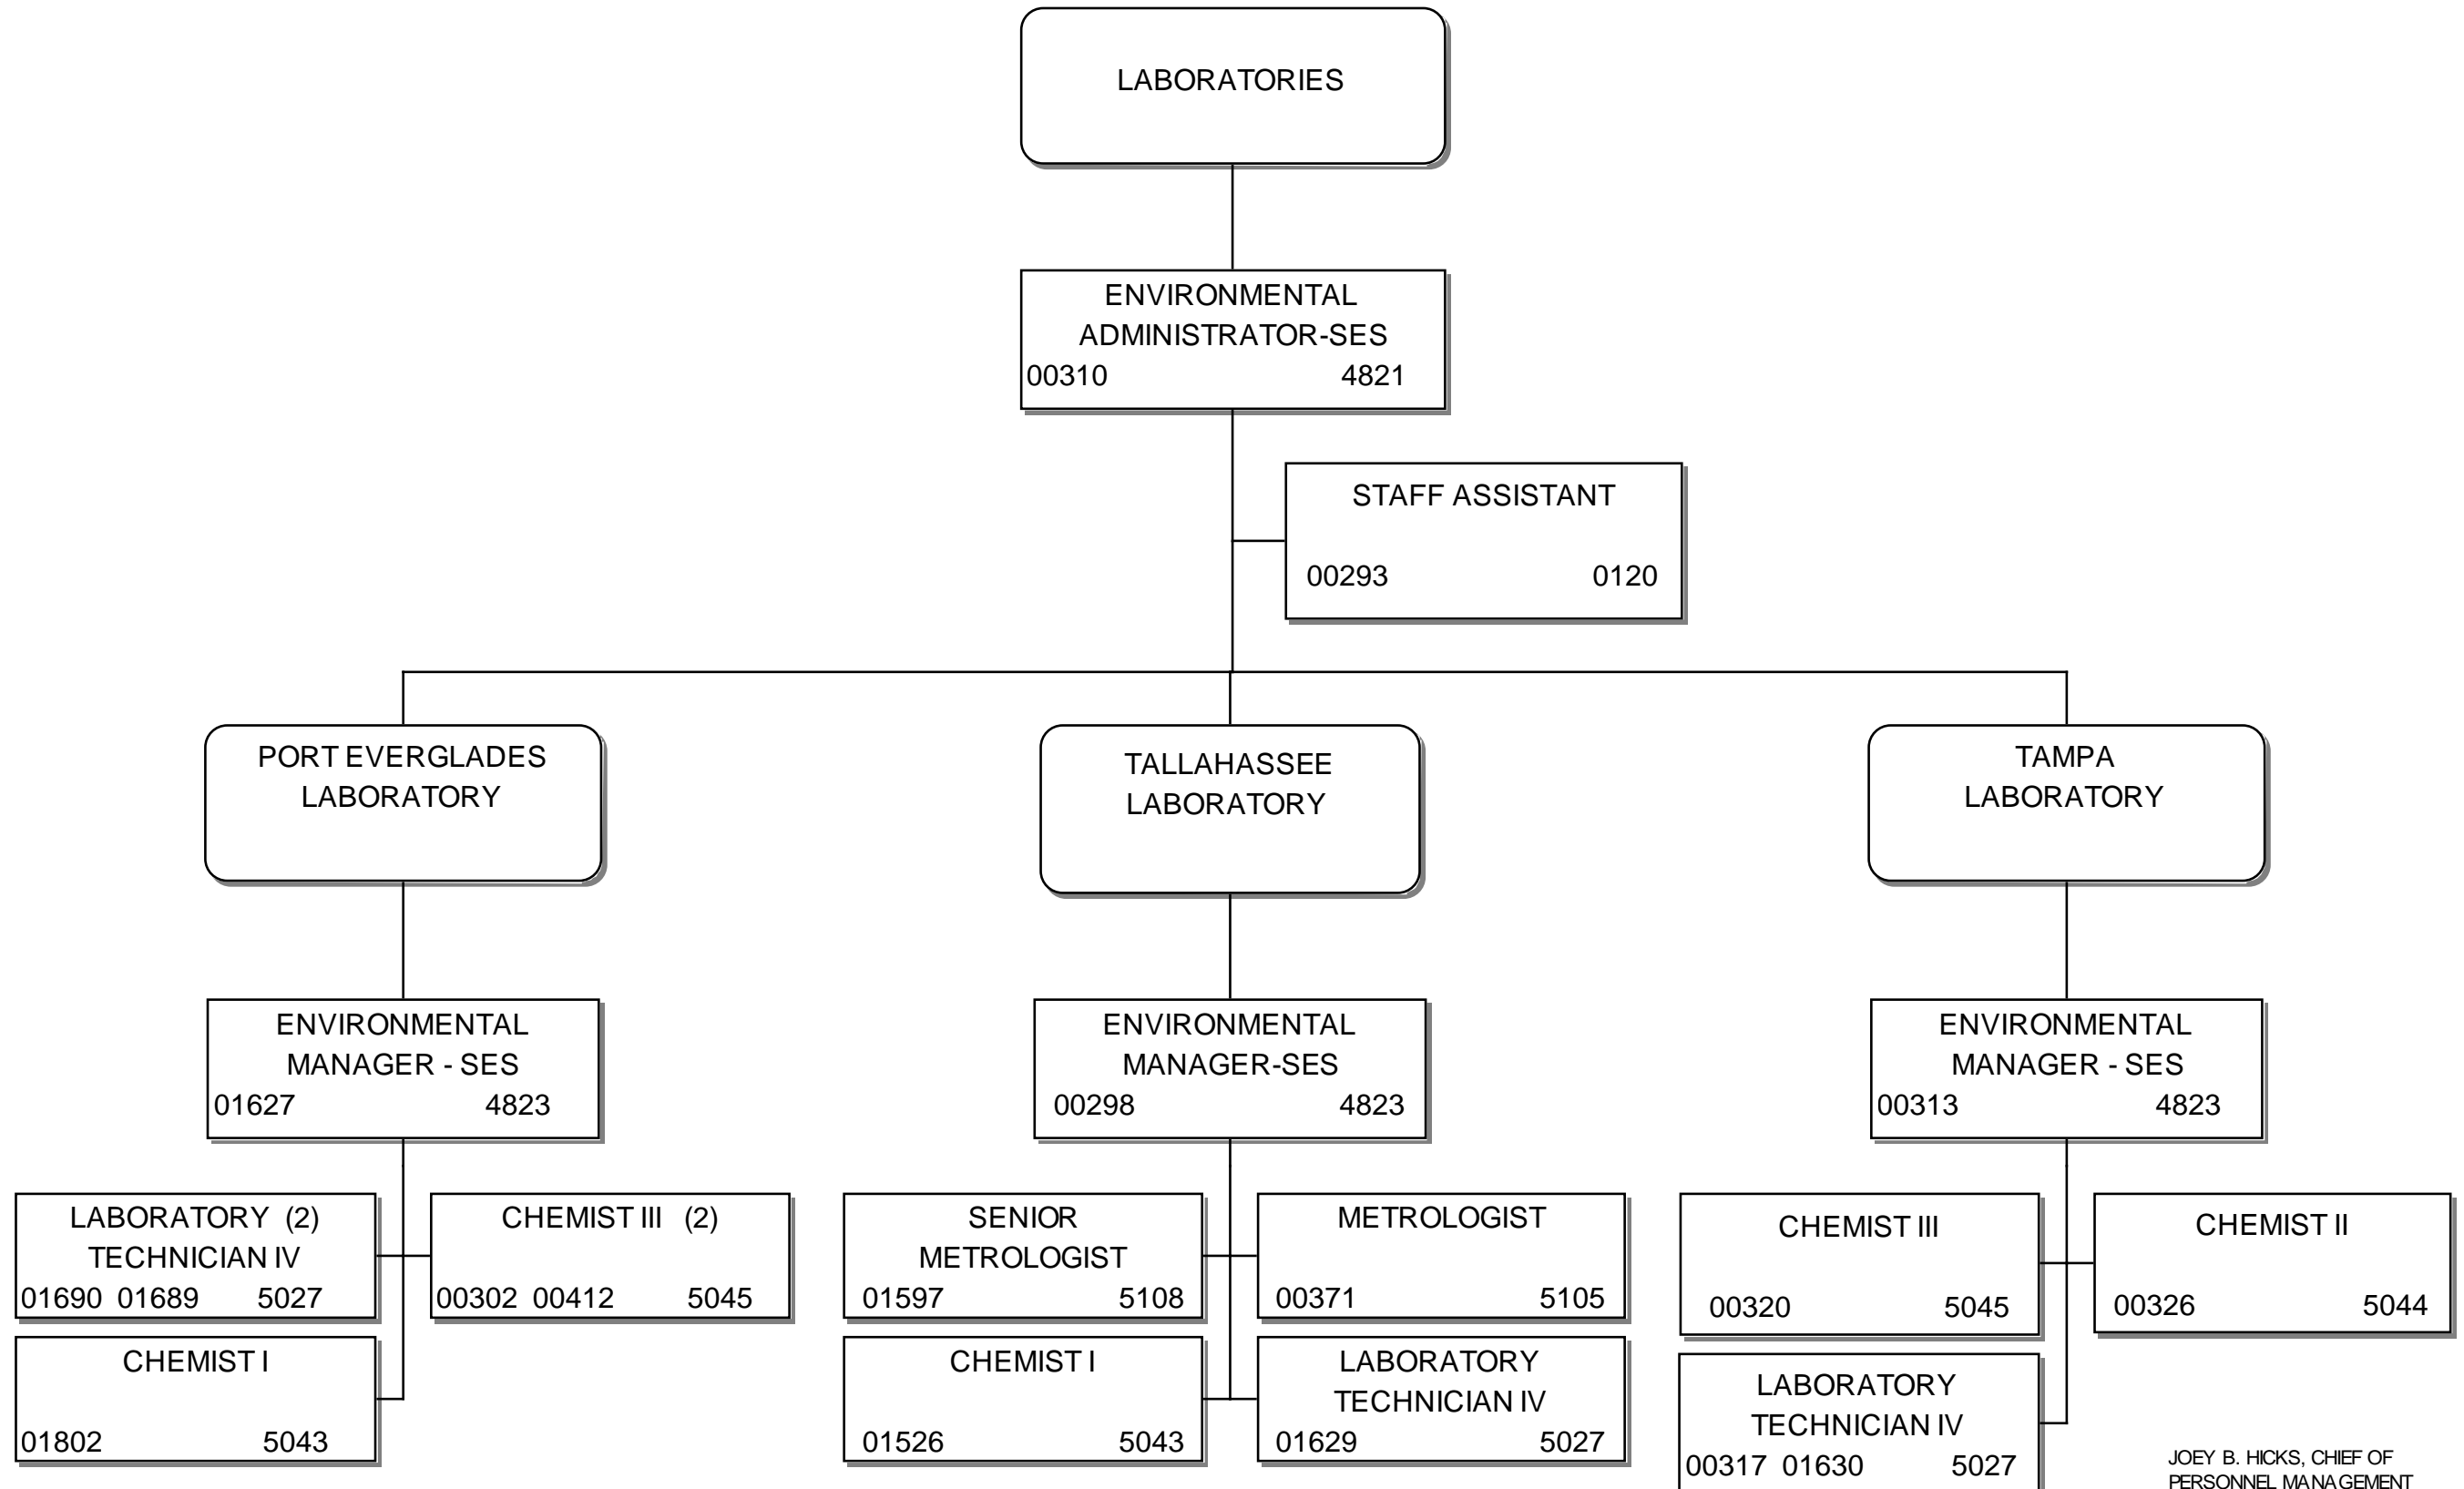 LABORATORIES
ENVIRONMENTAL
ADMINISTRATOR-SES
00310 4821
STAFF ASSISTANT
00293 0120
PORT EVERGLADES
LABORATORY
TALLAHASSEE
LABORATORY
TAMPA
LABORATORY
ENVIRONMENTAL
MANAGER - SES
01627 4823
ENVIRONMENTAL
MANAGER-SES
00298 4823
ENVIRONMENTAL
MANAGER - SES
00313 4823
LABORATORY (2)
TECHNICIAN IV
01690 01689 5027
CHEMIST III (2)
00302 00412 5045
CHEMIST I
01802 5043
SENIOR
METROLOGIST
01597 5108
METROLOGIST
00371 5105
CHEMIST I
01526 5043
LABORATORY
TECHNICIAN IV
01629 5027
CHEMIST III
00320 5045
CHEMIST II
00326 5044
LABORATORY
TECHNICIAN IV
00317 01630 5027
JOEY B. HICKS, CHIEF OF
PERSONNEL MANAGEMENT